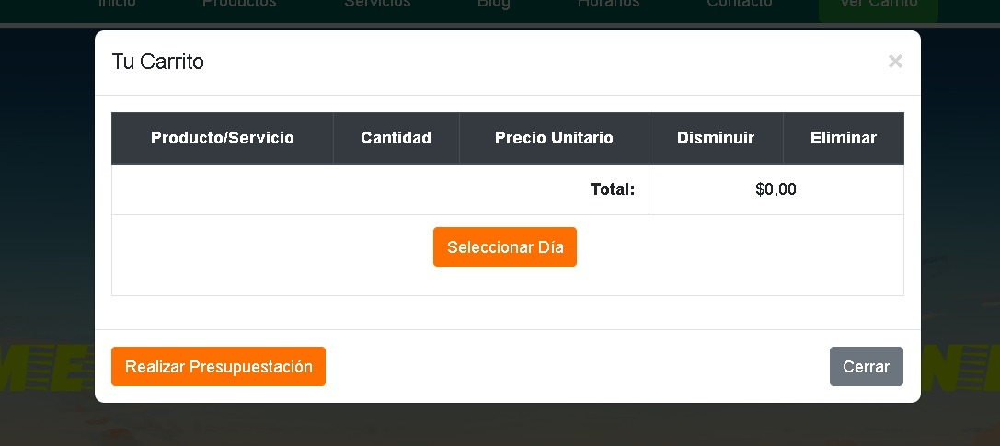 Inicio Productos Servicios Blog Horarios Contacto Ver Carrito
Tu Carrito ×
Producto/Servicio Cantidad Precio Unitario Disminuir Eliminar
Total: $0,00
Seleccionar Día
Realizar Presupuestación Cerrar